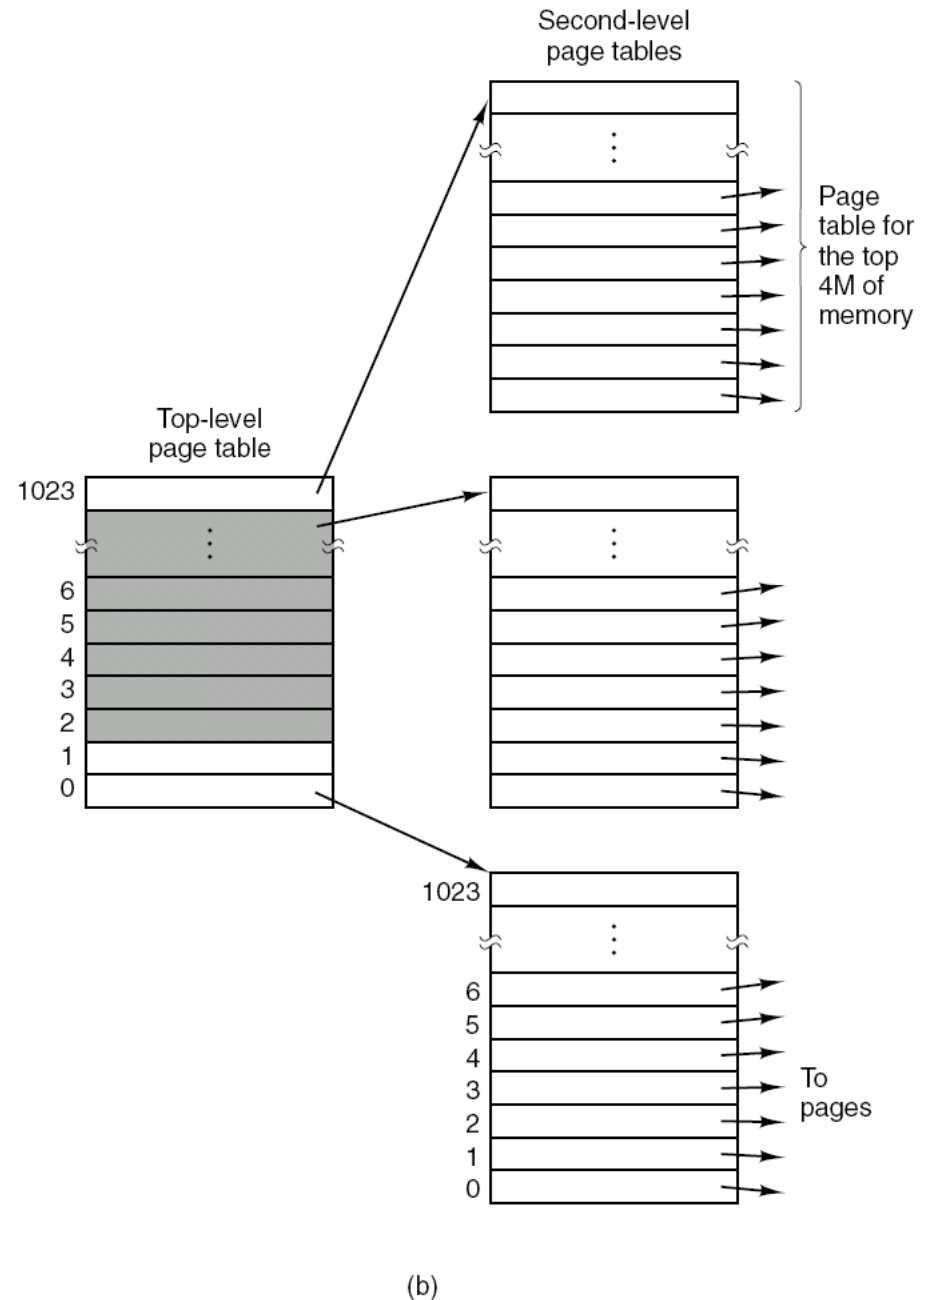 Second-level
page tables
Page
table for
the top
4M of
memory
Top-level
page table
1023
6
5
4
3
2
1
0
1023
6
5
4
3
2
1
0
To
pages
(b)